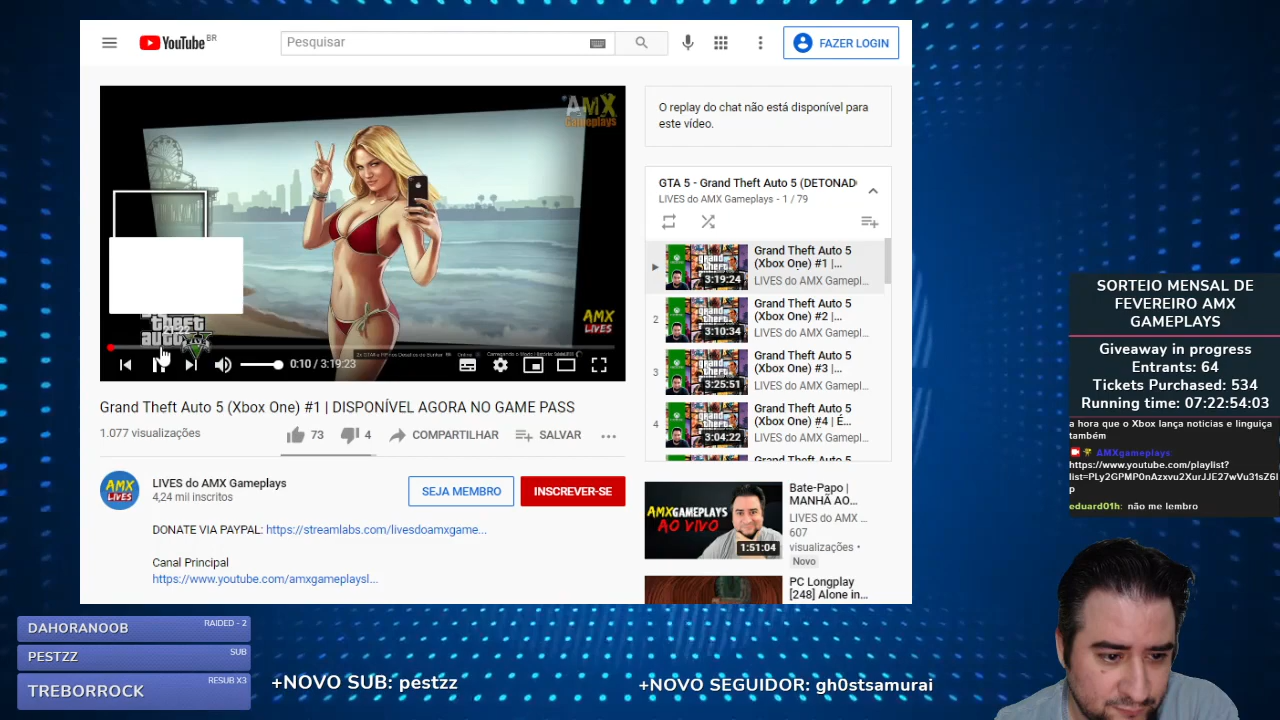 YouTube BR
Pesquisar
FAZER LOGIN
AMX
Gameplays
AMX
LIVES
theft
auto
V
0:10 / 3:19:23
O replay do chat não está disponível para
este vídeo.
GTA 5 - Grand Theft Auto 5 (DETONAD
LIVES do AMX Gameplays - 1 / 79
Grand Theft Auto 5
(Xbox One) #1 |...
LIVES do AMX Gamepl...
3:19:24
2
Grand Theft Auto 5
(Xbox One) #2 |...
LIVES do AMX Gamepl...
3:10:34
3
Grand Theft Auto 5
(Xbox One) #3 |...
LIVES do AMX Gamepl...
3:25:51
4
Grand Theft Auto 5
(Xbox One) #4 | É...
LIVES do AMX Gamepl...
3:04:22
Grand Theft Auto 5
Grand Theft Auto 5 (Xbox One) #1 | DISPONÍVEL AGORA NO GAME PASS
1.077 visualizações
73
4
COMPARTILHAR
SALVAR
LIVES do AMX Gameplays
4,24 mil inscritos
SEJA MEMBRO
INSCREVER-SE
AMX
LIVES
DONATE VIA PAYPAL: https://streamlabs.com/livesdoamxgame...
Canal Principal
https://www.youtube.com/amxgameplaysl...
AMXGAMEPLAYS
AO VIVO
1:51:04
Bate-Papo |
MANHÃ AO...
LIVES do AMX ...
607
visualizações •
Novo
PC Longplay
[248] Alone in...
SORTEIO MENSAL DE
FEVEREIRO AMX
GAMEPLAYS
Giveaway in progress
Entrants: 64
Tickets Purchased: 534
Running time: 07:22:54:03
a hora que o Xbox lança noticias e linguiça
também
AMXgameplays:
https://www.youtube.com/playlist?
list=PLy2GPMP0nAzxvu2XurJJE27wVu31sZ6l
p
eduard01h: não me lembro
DAHORANOOB RAIDED - 2
PESTZZ SUB
TREBORROCK RESUB X3
+NOVO SUB: pestzz
+NOVO SEGUIDOR: gh0stsamurai